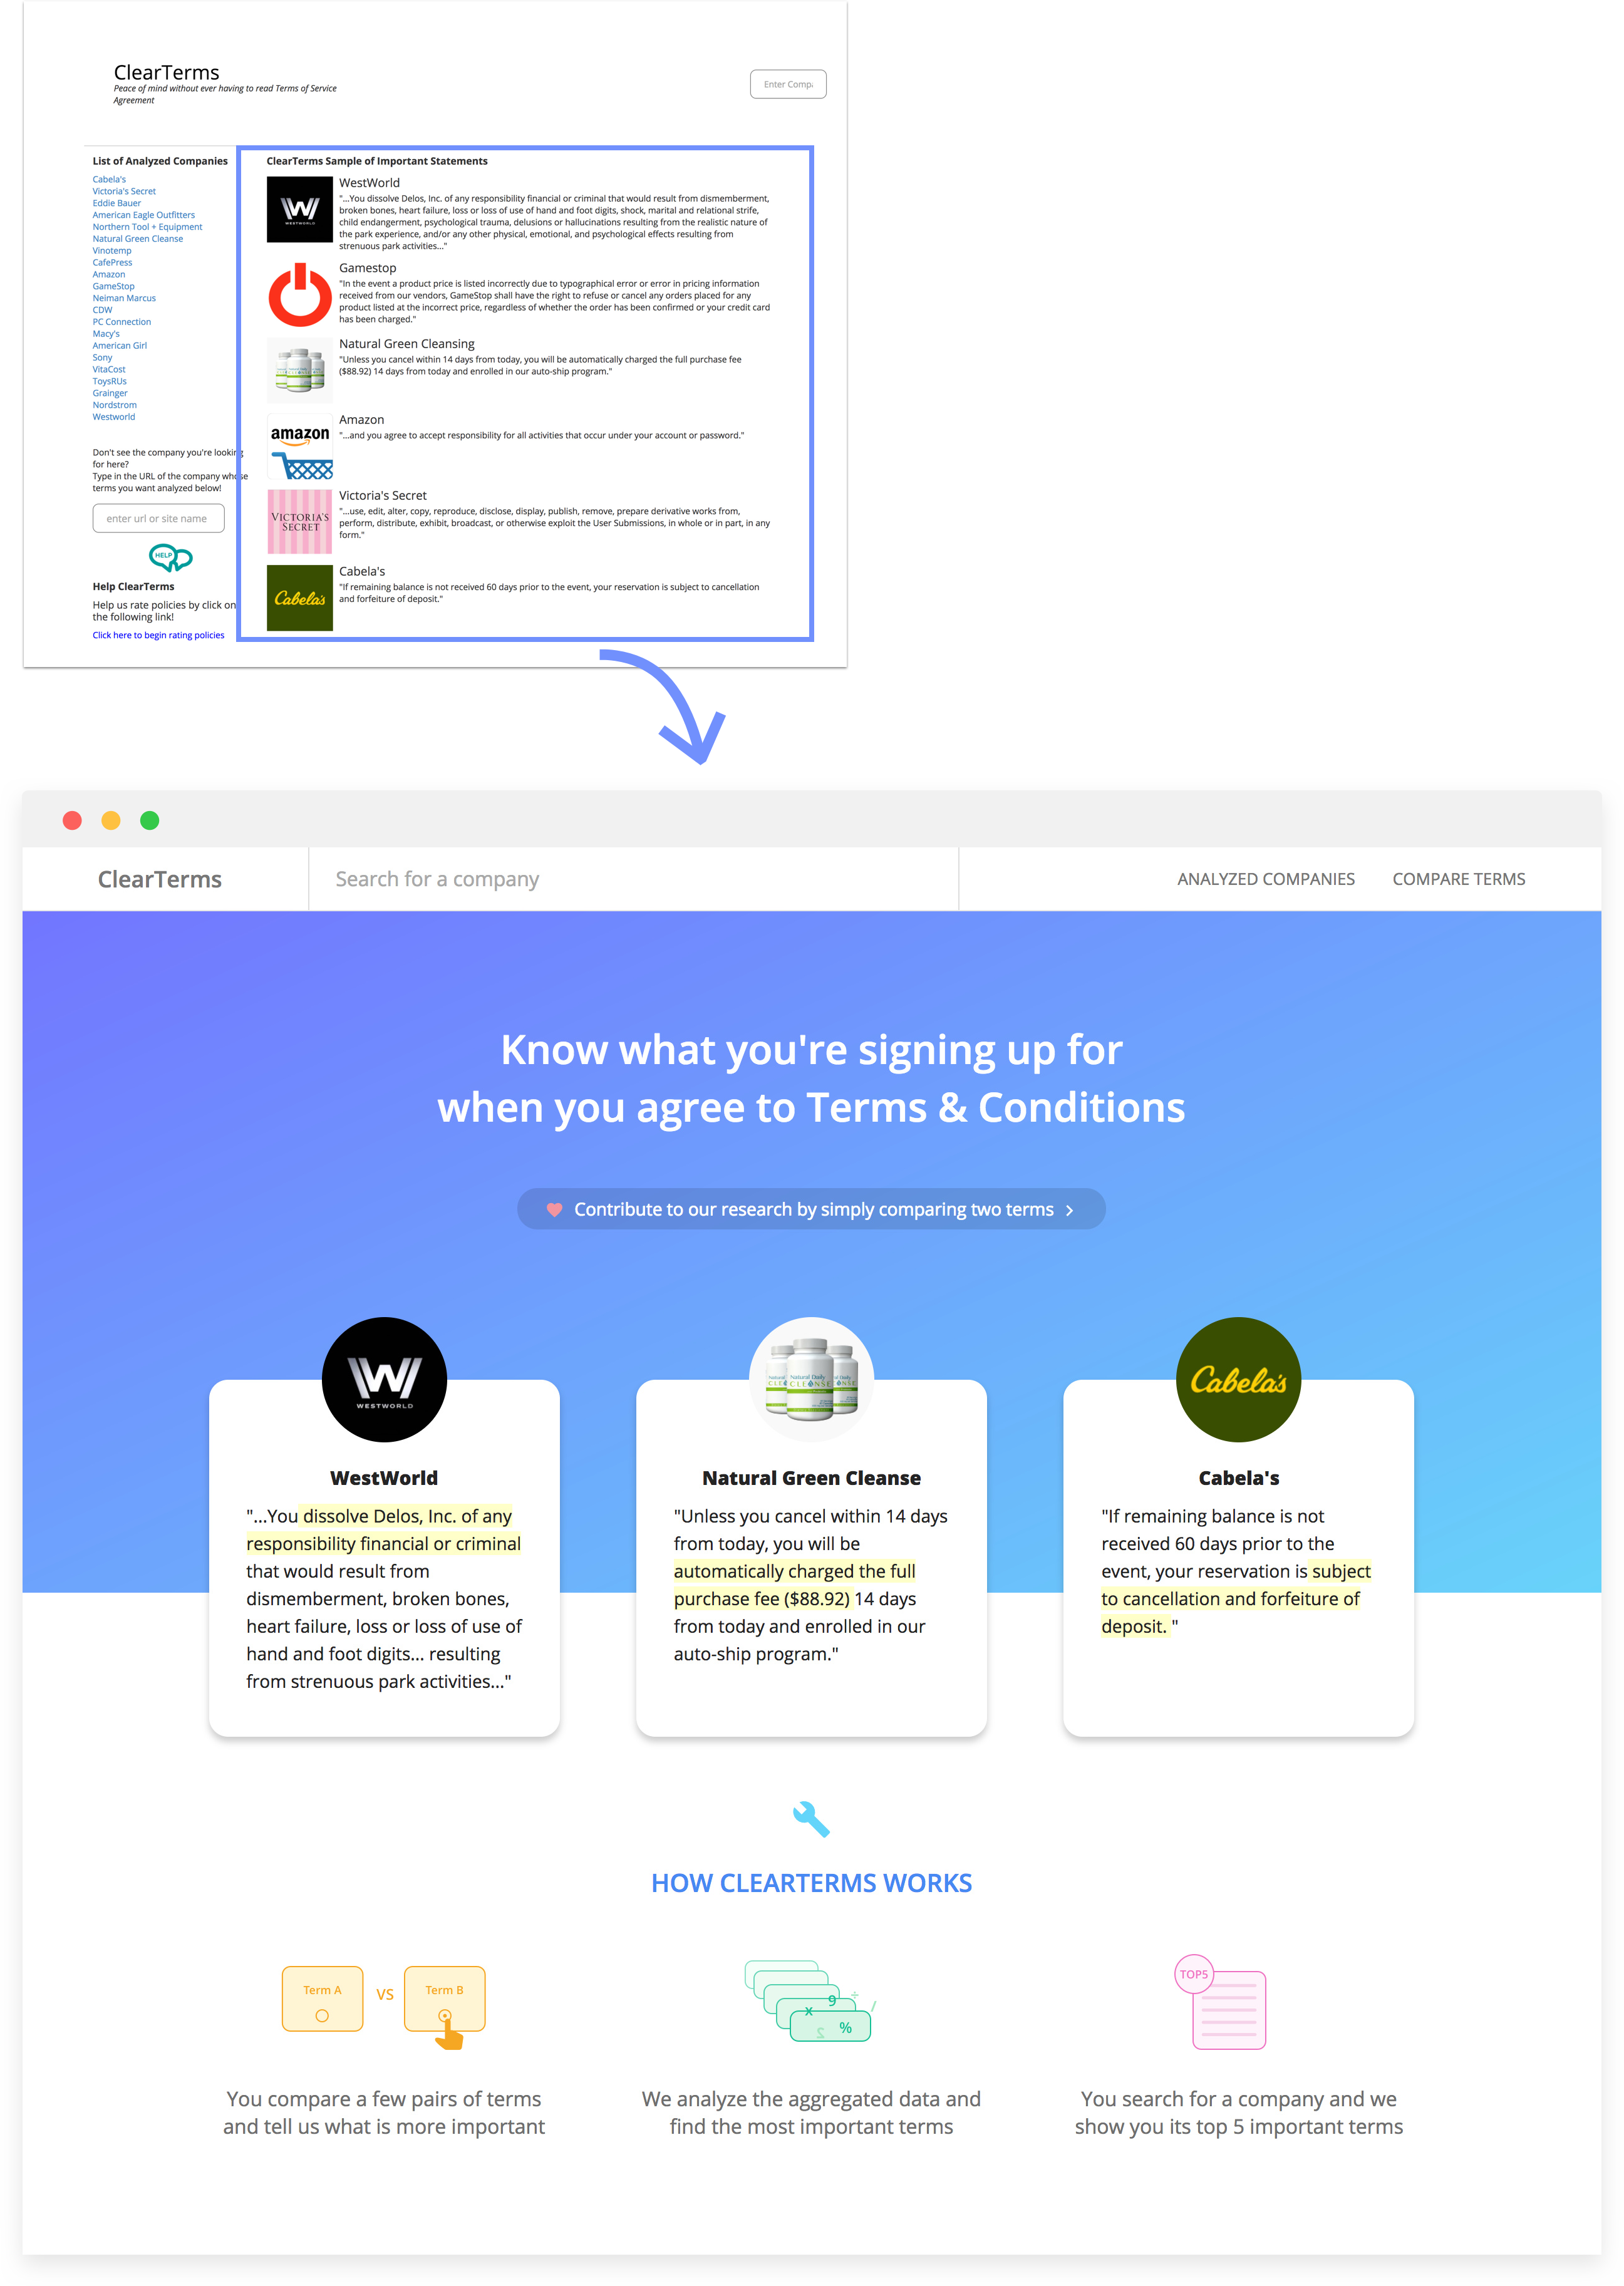 ClearTerms
Peace of mind without ever having to read Terms of Service
Agreement
Enter Comp
List of Analyzed Companies
Cabela's
Victoria's Secret
Eddie Bauer
American Eagle Outfitters
Northern Tool + Equipment
Natural Green Cleanse
Vinotemp
CafePress
Amazon
GameStop
Neiman Marcus
CDW
PC Connection
Macy's
American Girl
Sony
VitaCost
ToysRUs
Grainger
Nordstrom
Westworld
Don't see the company you're looking
for here?
Type in the URL of the company whose
terms you want analyzed below!
enter url or site name
HELP
Help ClearTerms
Help us rate policies by click on
the following link!
Click here to begin rating policies
ClearTerms Sample of Important Statements
WESTWORLD
WestWorld
"...You dissolve Delos, Inc. of any responsibility financial or criminal that would result from dismemberment,
broken bones, heart failure, loss or loss of use of hand and foot digits, shock, marital and relational strife,
child endangerment, psychological trauma, delusions or hallucinations resulting from the realistic nature of
the park experience, and/or any other physical, emotional, and psychological effects resulting from
strenuous park activities..."
Gamestop
"In the event a product price is listed incorrectly due to typographical error or error in pricing information
received from our vendors, GameStop shall have the right to refuse or cancel any orders placed for any
product listed at the incorrect price, regardless of whether the order has been confirmed or your credit card
has been charged."
Natural Green Cleansing
"Unless you cancel within 14 days from today, you will be automatically charged the full purchase fee
($88.92) 14 days from today and enrolled in our auto-ship program."
amazon
Amazon
"...and you agree to accept responsibility for all activities that occur under your account or password."
VICTORIA'S
SECRET
Victoria's Secret
"...use, edit, alter, copy, reproduce, disclose, display, publish, remove, prepare derivative works from,
perform, distribute, exhibit, broadcast, or otherwise exploit the User Submissions, in whole or in part, in any
form."
Cabela's
Cabela's
"If remaining balance is not received 60 days prior to the event, your reservation is subject to cancellation
and forfeiture of deposit."
ClearTerms
Search for a company
ANALYZED COMPANIES
COMPARE TERMS
Know what you're signing up for
when you agree to Terms & Conditions
Contribute to our research by simply comparing two terms
W
WESTWORLD
WestWorld
"...You dissolve Delos, Inc. of any
responsibility financial or criminal
that would result from
dismemberment, broken bones,
heart failure, loss or loss of use of
hand and foot digits... resulting
from strenuous park activities..."
Natural Daily
CLEANSE
Natural Green Cleanse
"Unless you cancel within 14 days
from today, you will be
automatically charged the full
purchase fee ($88.92) 14 days
from today and enrolled in our
auto-ship program."
Cabela's
Cabela's
"If remaining balance is not
received 60 days prior to the
event, your reservation is subject
to cancellation and forfeiture of
deposit. "
HOW CLEARTERMS WORKS
Term A
VS
Term B
You compare a few pairs of terms
and tell us what is more important
x 9 ÷ /
2 %
We analyze the aggregated data and
find the most important terms
TOP5
You search for a company and we
show you its top 5 important terms